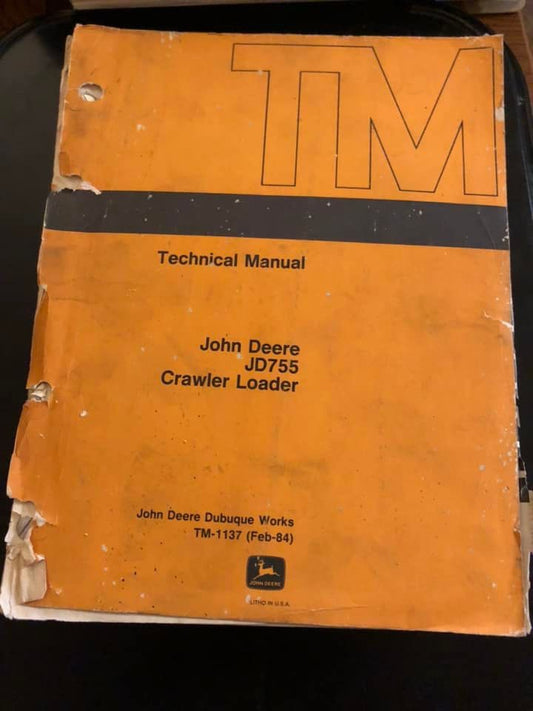 TM
Technical Manual
John Deere
JD755
Crawler Loader
John Deere Dubuque Works
TM-1137 (Feb-84)
JOHN DEERE
LITHO IN U.S.A.